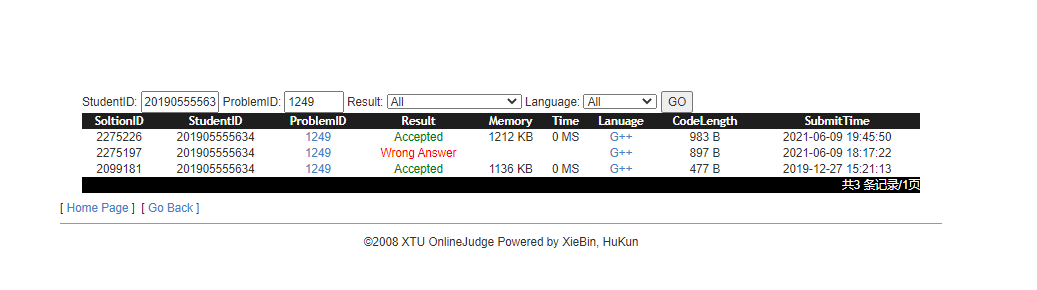 StudentID: 20190555563 ProblemID: 1249 Result: All Language: All GO
SoltionID StudentID ProblemID Result Memory Time Lanuage CodeLength SubmitTime
2275226 201905555634 1249 Accepted 1212 KB 0 MS G++ 983 B 2021-06-09 19:45:50
2275197 201905555634 1249 Wrong Answer G++ 897 B 2021-06-09 18:17:22
2099181 201905555634 1249 Accepted 1136 KB 0 MS G++ 477 B 2019-12-27 15:21:13
共3 条记录/1页
[ Home Page ] [ Go Back ]
©2008 XTU OnlineJudge Powered by XieBin, HuKun